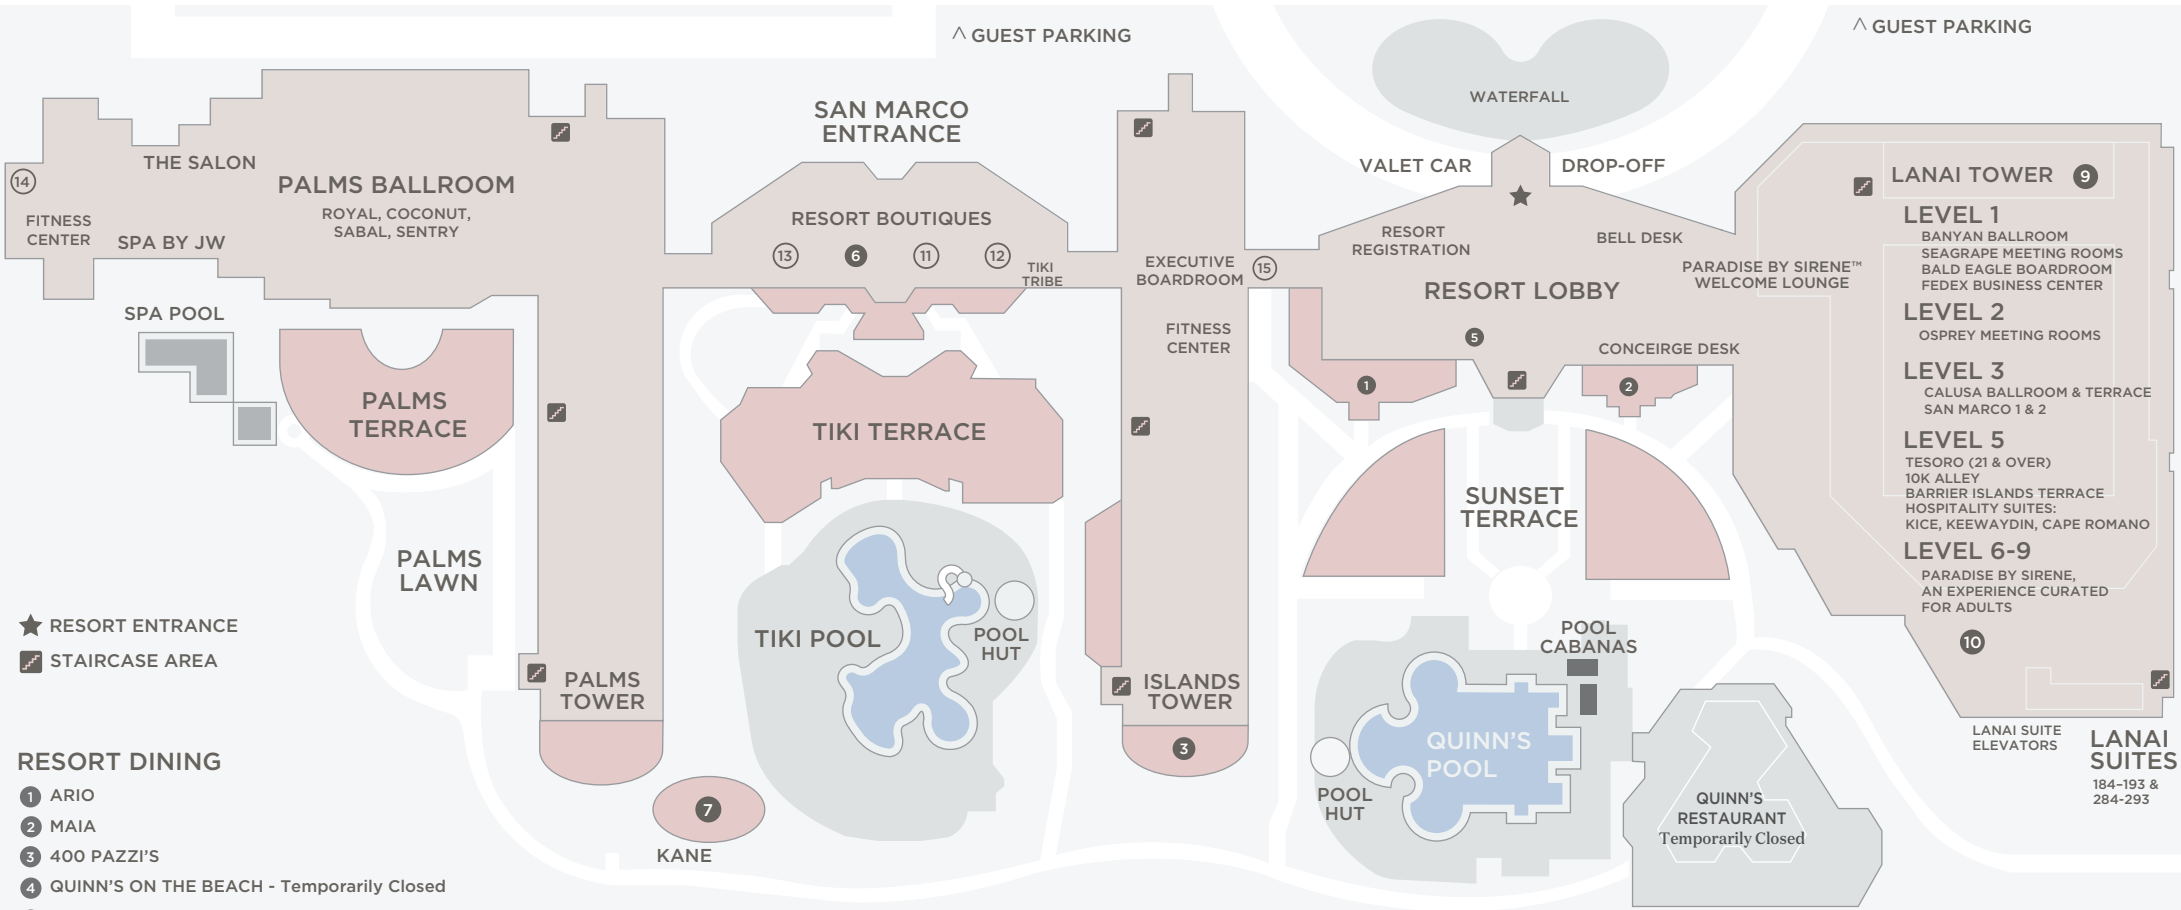 ^ GUEST PARKING
^ GUEST PARKING
WATERFALL
SAN MARCO
ENTRANCE
VALET CAR
DROP-OFF
THE SALON
14
FITNESS
CENTER
SPA BY JW
PALMS BALLROOM
ROYAL, COCONUT,
SABAL, SENTRY
RESORT BOUTIQUES
13
6
11
12
TIKI
TRIBE
EXECUTIVE
BOARDROOM
15
FITNESS
CENTER
RESORT
REGISTRATION
BELL DESK
RESORT LOBBY
PARADISE BY SIRENE™
WELCOME LOUNGE
5
CONCEIRGE DESK
1
2
LANAI TOWER
9
LEVEL 1
BANYAN BALLROOM
SEAGRAPE MEETING ROOMS
BALD EAGLE BOARDROOM
FEDEX BUSINESS CENTER
LEVEL 2
OSPREY MEETING ROOMS
LEVEL 3
CALUSA BALLROOM & TERRACE
SAN MARCO 1 & 2
LEVEL 5
TESORO (21 & OVER)
10K ALLEY
BARRIER ISLANDS TERRACE
HOSPITALITY SUITES:
KICE, KEEWAYDIN, CAPE ROMANO
LEVEL 6-9
PARADISE BY SIRENE,
AN EXPERIENCE CURATED
FOR ADULTS
10
LANAI SUITE
ELEVATORS
LANAI
SUITES
184-193 &
284-293
SPA POOL
PALMS
TERRACE
TIKI TERRACE
SUNSET
TERRACE
PALMS
LAWN
TIKI POOL
POOL
HUT
PALMS
TOWER
ISLANDS
TOWER
3
7
KANE
POOL
CABANAS
QUINN'S
POOL
POOL
HUT
QUINN'S
RESTAURANT
Temporarily Closed
RESORT ENTRANCE
STAIRCASE AREA
RESORT DINING
1 ARIO
2 MAIA
3 400 PAZZI'S
4 QUINN'S ON THE BEACH - Temporarily Closed